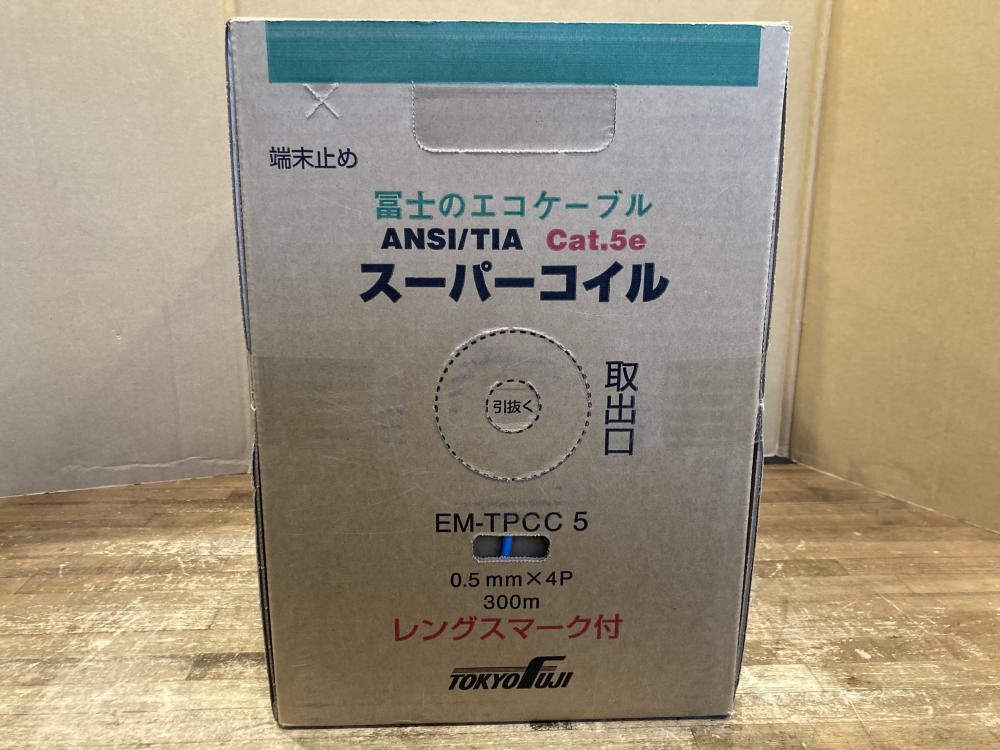 端末止め
冨士のエコケーブル
ANSI/TIA Cat.5e
スーパーコイル
引抜く
取出口
EM-TPCC 5
0.5mm×4P
300m
レングスマーク付
TOKYO FUJI